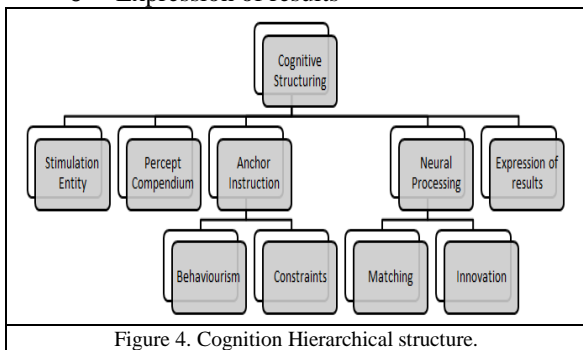 Expression of results
Cognitive
Structuring
Stimulation
Entity
Percept
Compendium
Anchor
Instruction
Neural
Processing
Expression of
results
Behaviourism
Constraints
Matching
Innovation
Figure 4. Cognition Hierarchical structure.